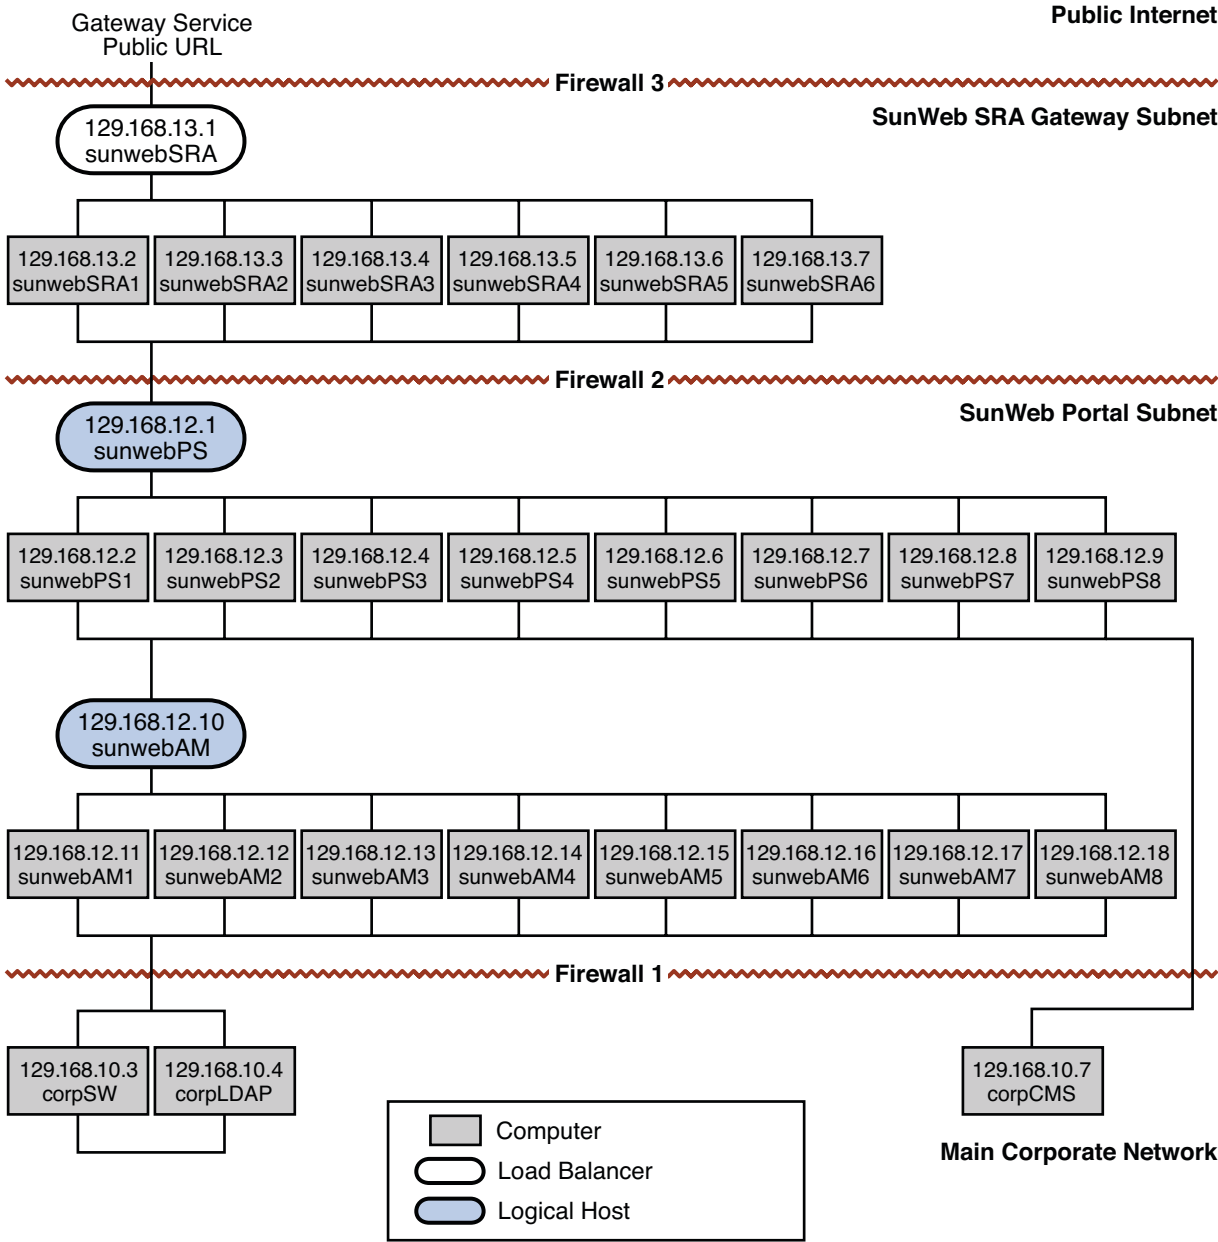 Public Internet
Gateway Service
Public URL
Firewall 3
SunWeb SRA Gateway Subnet
129.168.13.1
sunwebSRA
129.168.13.2
sunwebSRA1
129.168.13.3
sunwebSRA2
129.168.13.4
sunwebSRA3
129.168.13.5
sunwebSRA4
129.168.13.6
sunwebSRA5
129.168.13.7
sunwebSRA6
Firewall 2
SunWeb Portal Subnet
129.168.12.1
sunwebPS
129.168.12.2
sunwebPS1
129.168.12.3
sunwebPS2
129.168.12.4
sunwebPS3
129.168.12.5
sunwebPS4
129.168.12.6
sunwebPS5
129.168.12.7
sunwebPS6
129.168.12.8
sunwebPS7
129.168.12.9
sunwebPS8
129.168.12.10
sunwebAM
129.168.12.11
sunwebAM1
129.168.12.12
sunwebAM2
129.168.12.13
sunwebAM3
129.168.12.14
sunwebAM4
129.168.12.15
sunwebAM5
129.168.12.16
sunwebAM6
129.168.12.17
sunwebAM7
129.168.12.18
sunwebAM8
Firewall 1
129.168.10.3
corpSW
129.168.10.4
corpLDAP
129.168.10.7
corpCMS
Main Corporate Network
Computer
Load Balancer
Logical Host